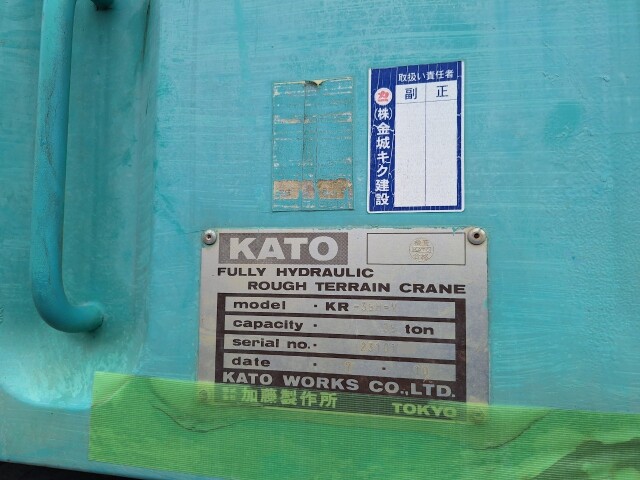 取扱い責任者
副 正
(株)金城キク建設
KATO
FULLY HYDRAULIC
ROUGH TERRAIN CRANE
model ・ KR
capacity ・ ton
serial no. ・
date ・
KATO WORKS CO.,LTD.
加藤製作所 TOKYO